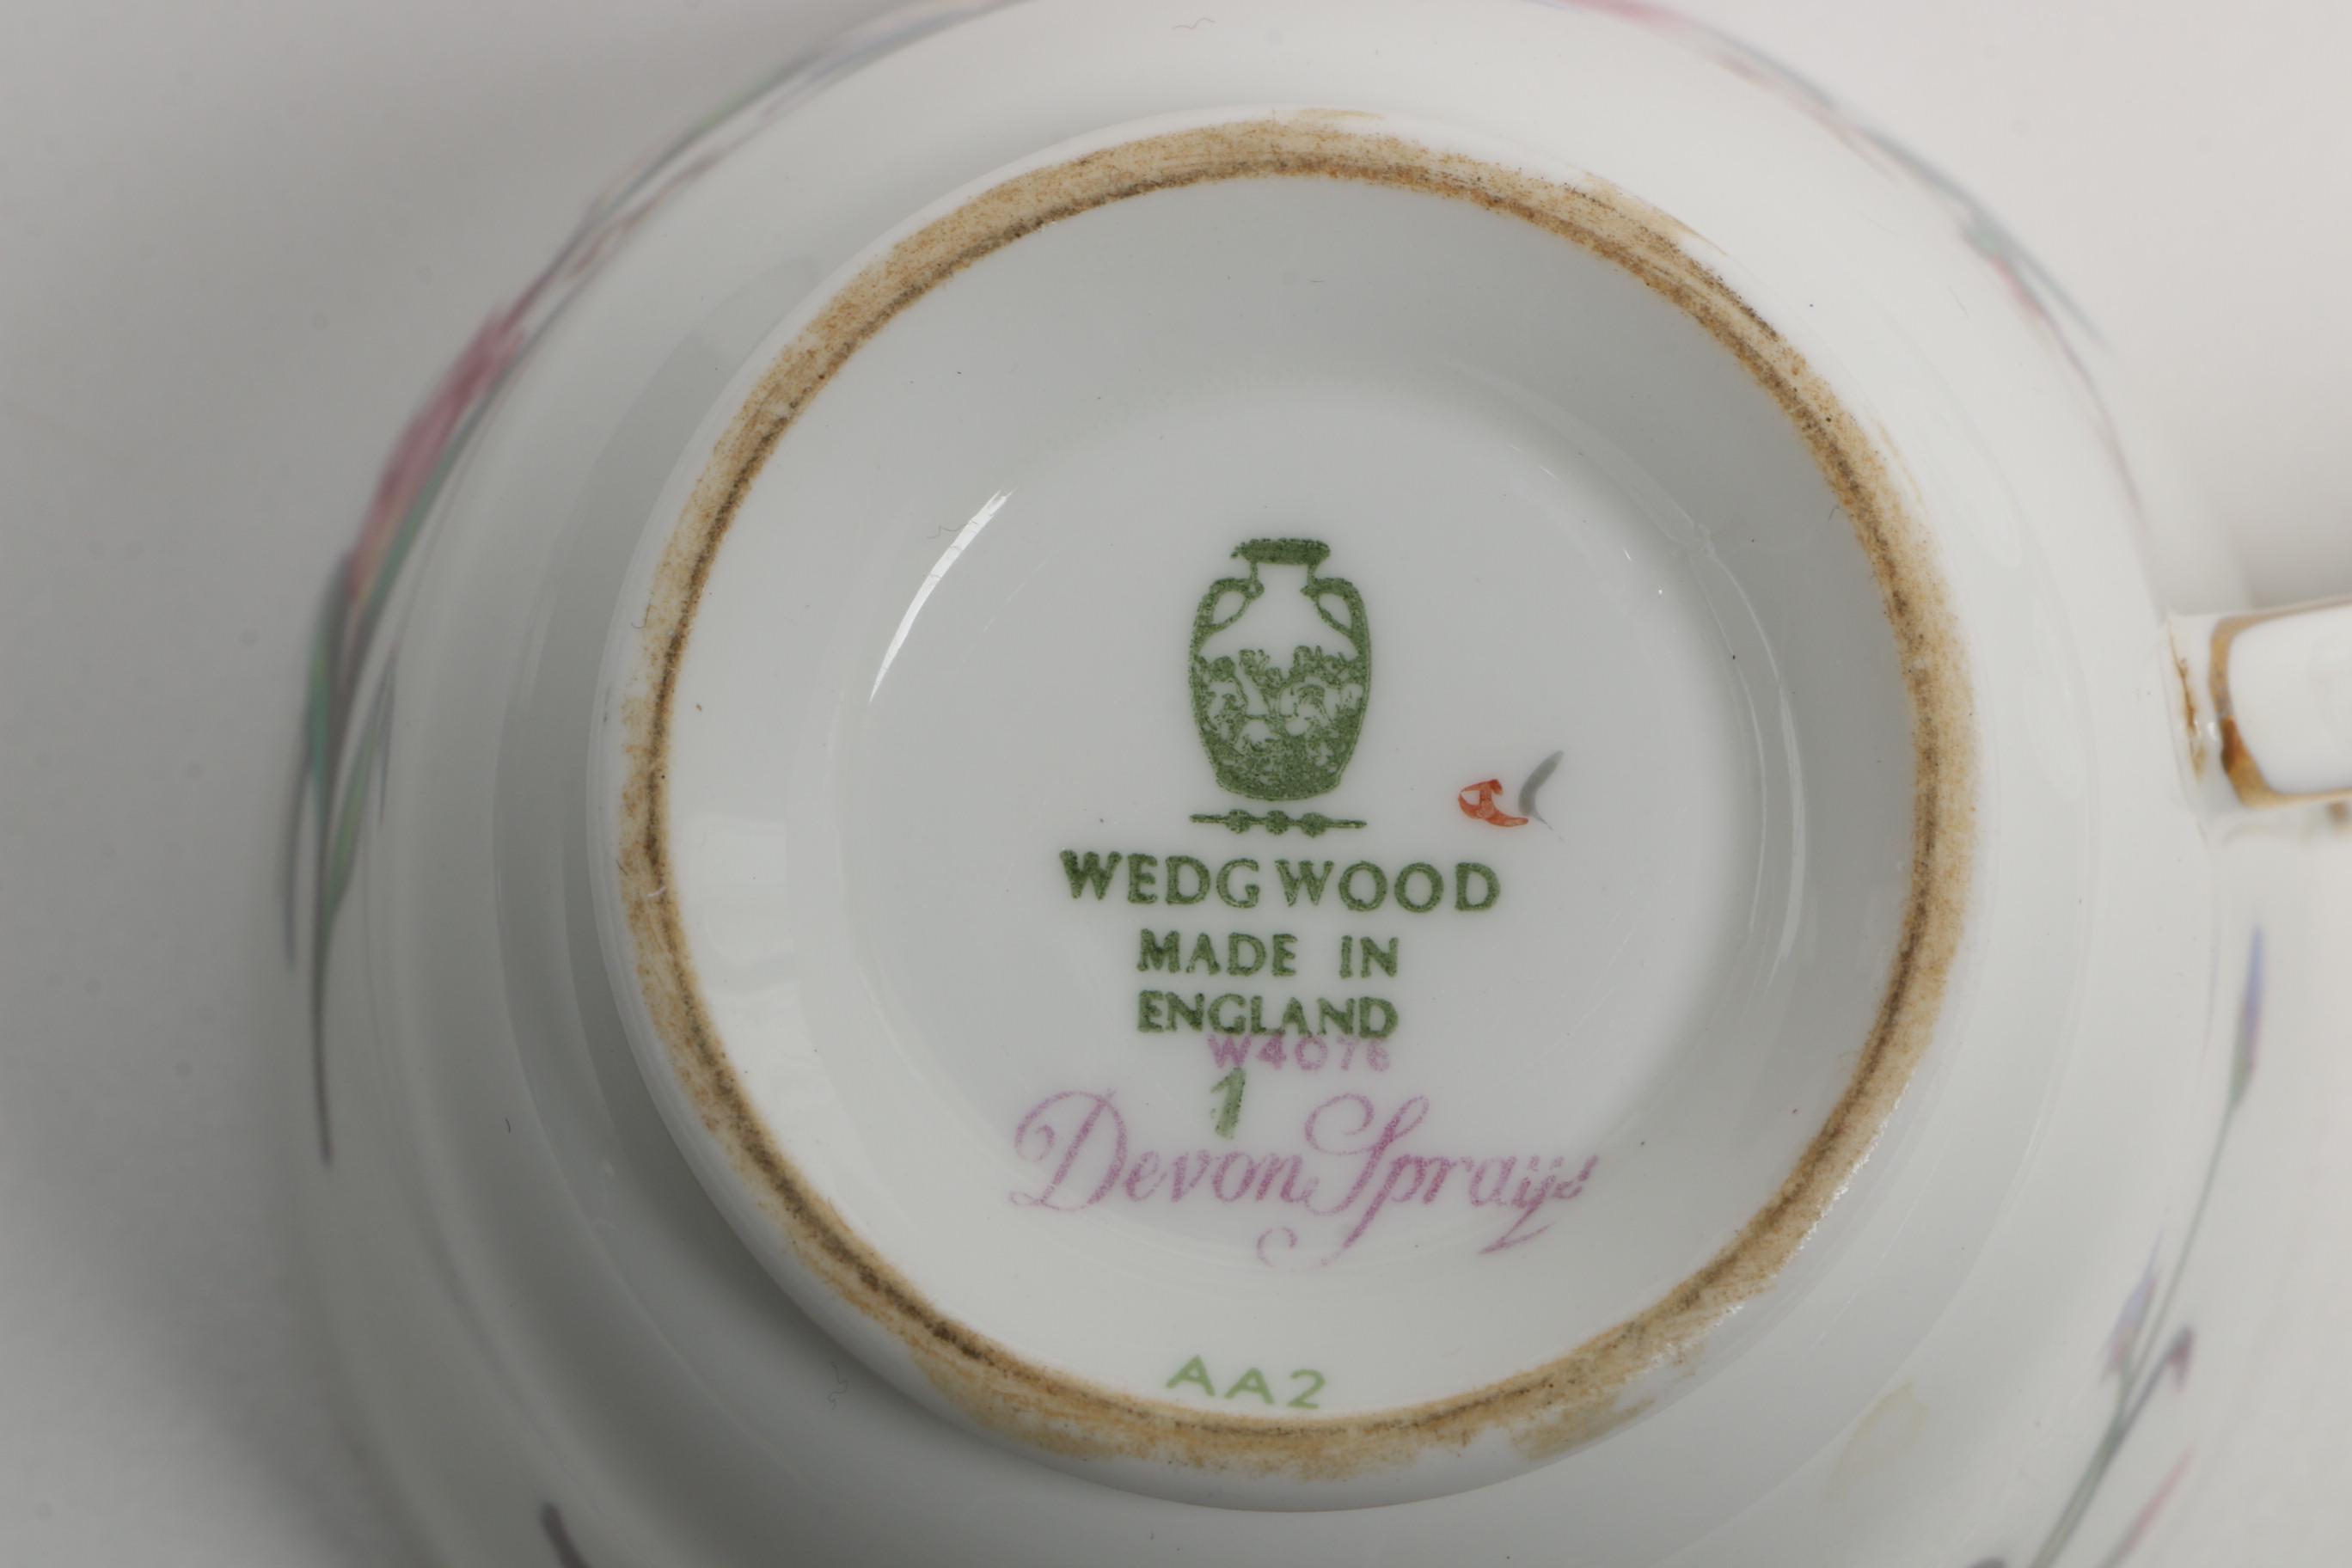 WEDGWOOD
MADE IN
ENGLAND
W4076
1
Devon Sprays
AA2